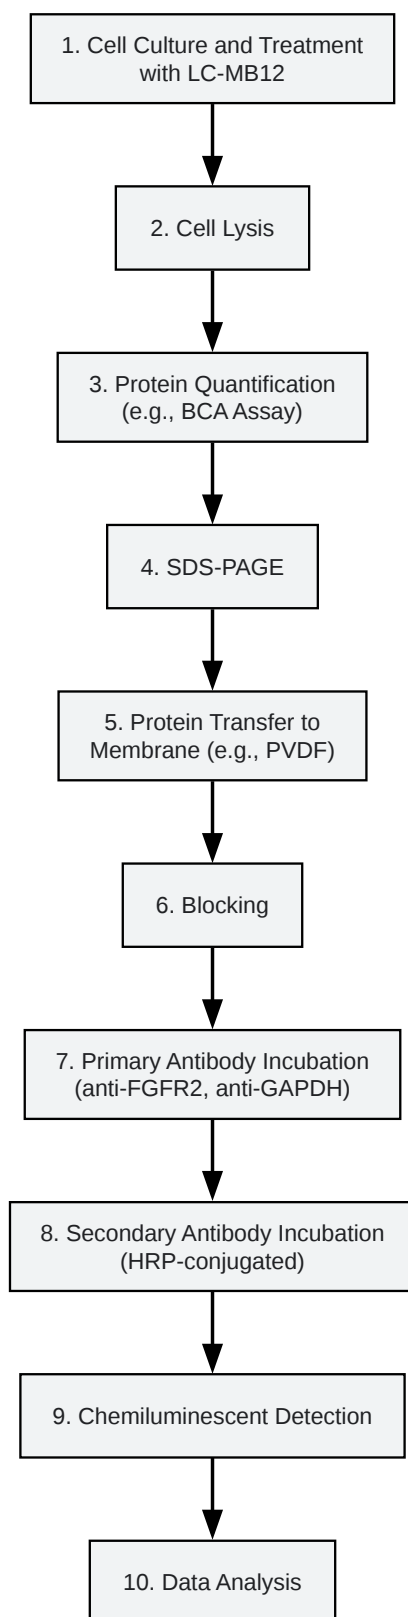 1. Cell Culture and Treatment
with LC-MB12
2. Cell Lysis
3. Protein Quantification
(e.g., BCA Assay)
4. SDS-PAGE
5. Protein Transfer to
Membrane (e.g., PVDF)
6. Blocking
7. Primary Antibody Incubation
(anti-FGFR2, anti-GAPDH)
8. Secondary Antibody Incubation
(HRP-conjugated)
9. Chemiluminescent Detection
10. Data Analysis